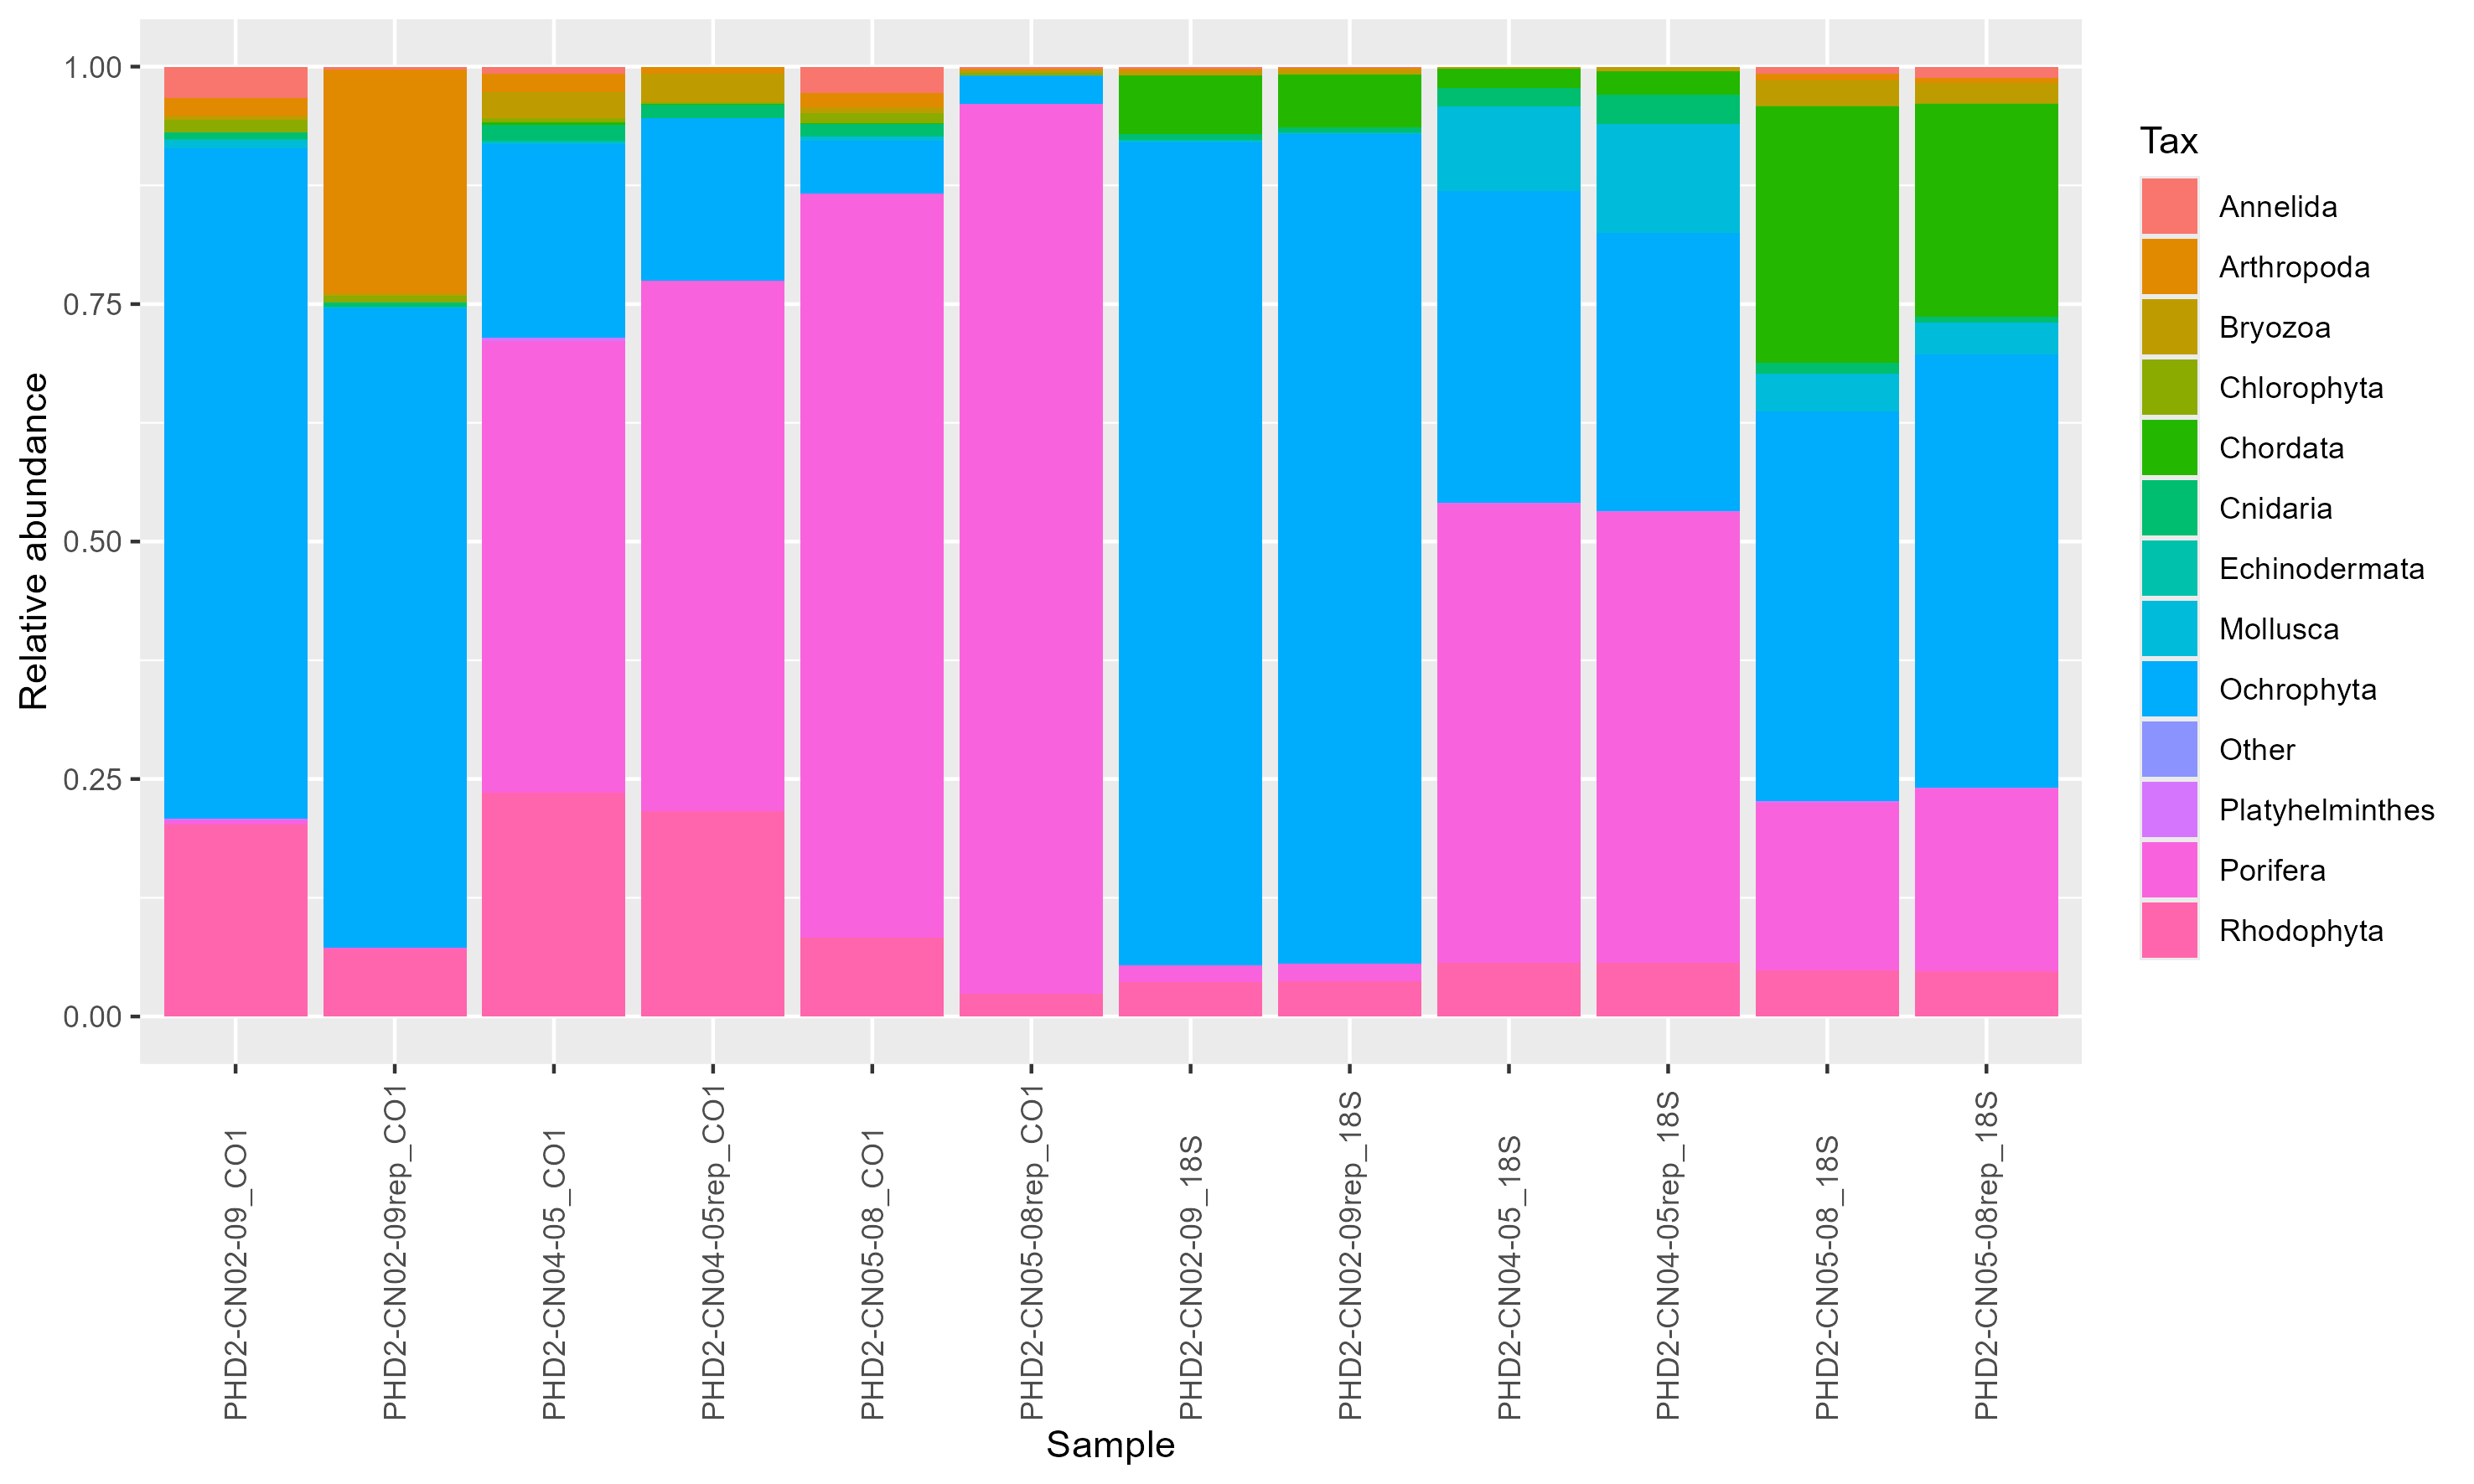 1.00
0.75
0.50
0.25
0.00
Relative abundance
PHD2-CN02-09_CO1
PHD2-CN02-09rep_CO1
PHD2-CN04-05_CO1
PHD2-CN04-05rep_CO1
PHD2-CN05-08_CO1
PHD2-CN05-08rep_CO1
PHD2-CN02-09_18S
PHD2-CN02-09rep_18S
PHD2-CN04-05_18S
PHD2-CN04-05rep_18S
PHD2-CN05-08_18S
PHD2-CN05-08rep_18S
Sample
Tax
Annelida
Arthropoda
Bryozoa
Chlorophyta
Chordata
Cnidaria
Echinodermata
Mollusca
Ochrophyta
Other
Platyhelminthes
Porifera
Rhodophyta